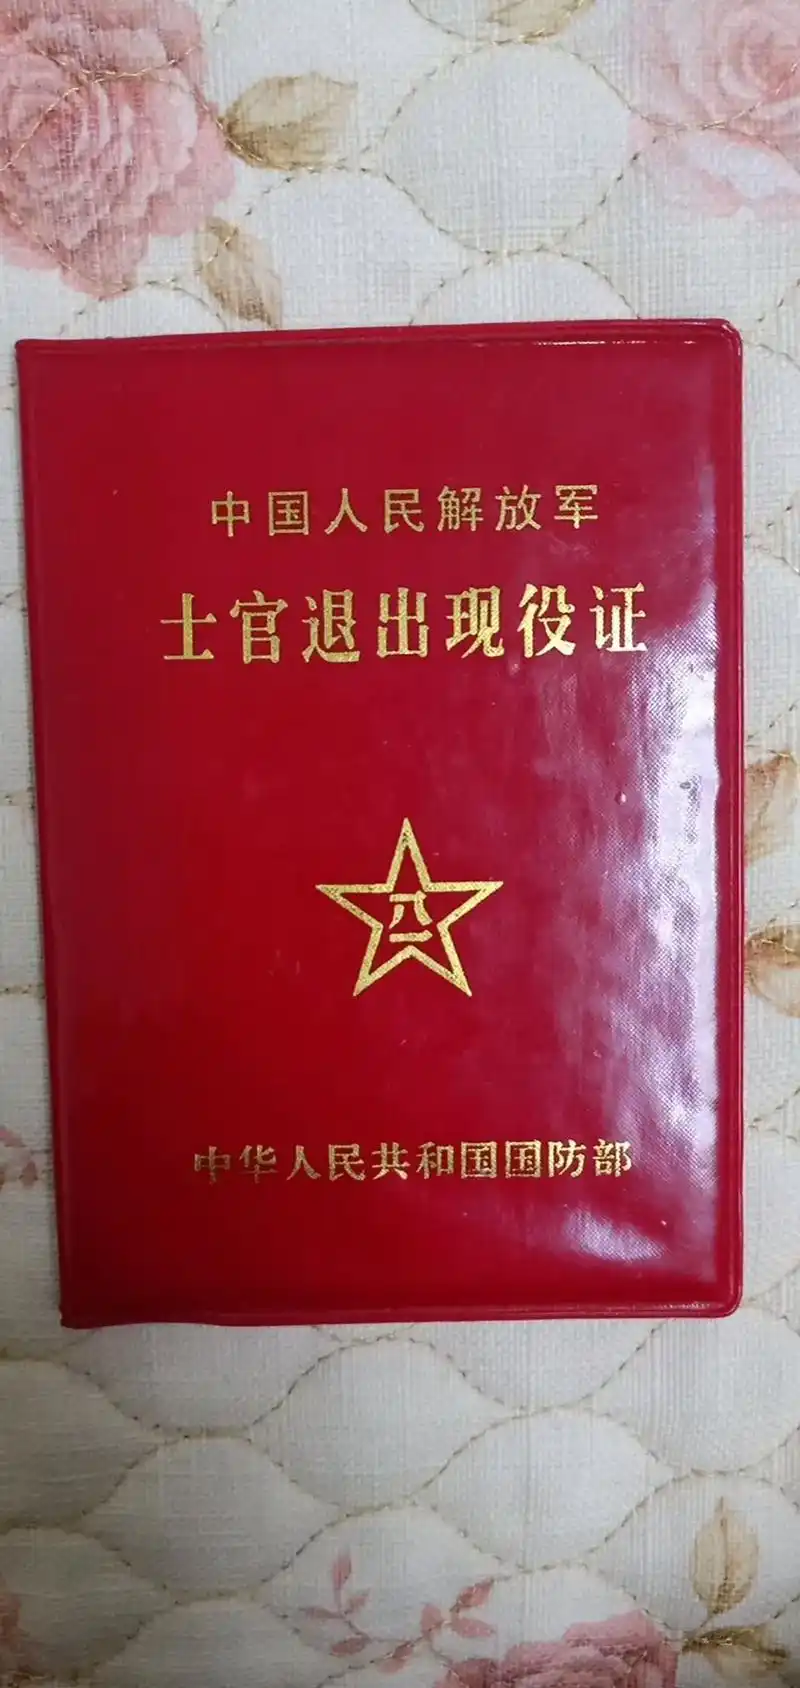 中国人民解放军
士官退出现役证
八一
中华人民共和国国防部